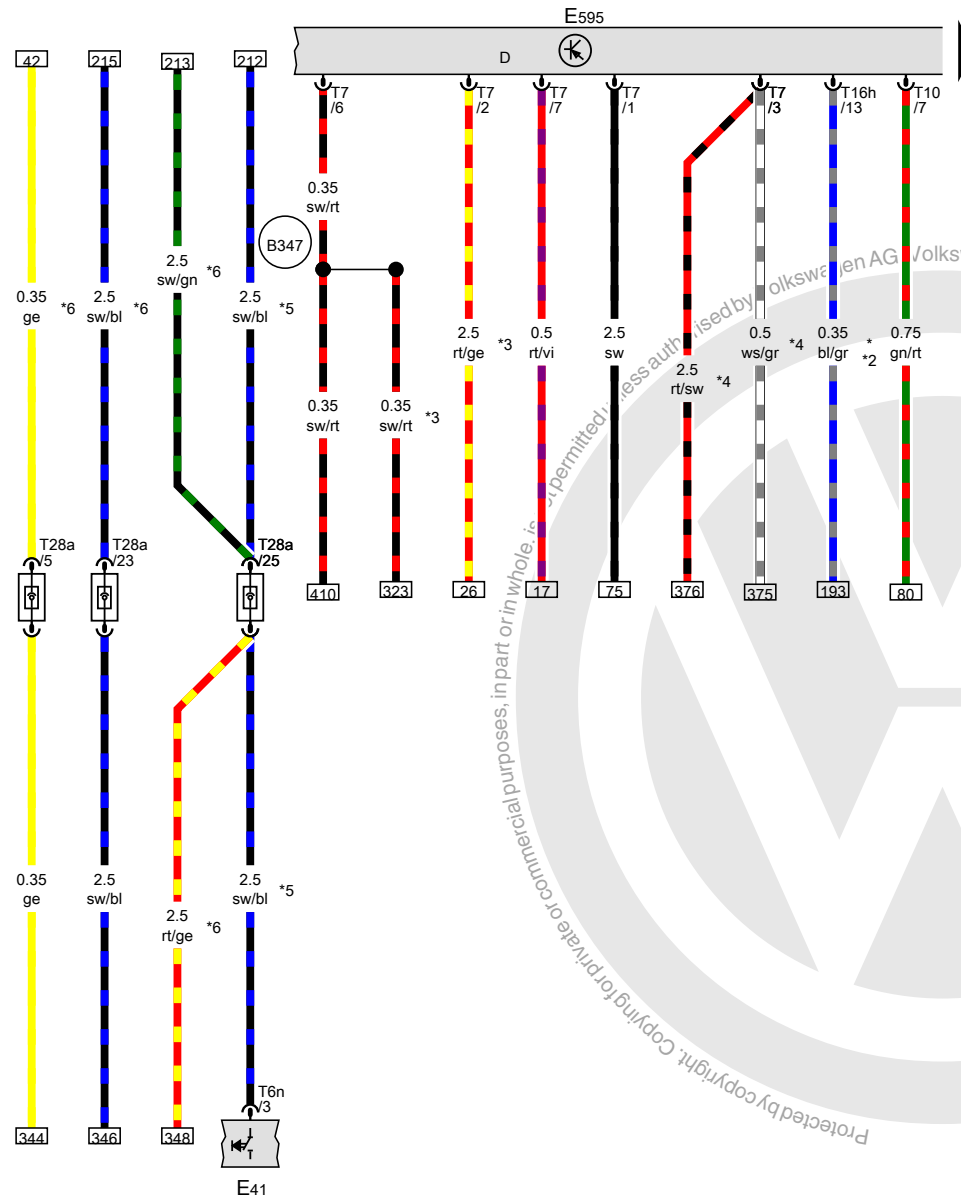 E595
D
42
215
213
212
T7
/6
T7
/2
T7
/7
T7
/1
T7
/3
T16h
/13
T10
/7
0.35
sw/rt
B347
2.5
sw/gn *6
0.35
ge *6
2.5
sw/bl *6
2.5
sw/bl *5
2.5
rt/ge *3
0.5
rt/vi
2.5
sw
2.5
rt/sw *4
0.5
ws/gr *4
0.35
bl/gr
*
*2
0.75
gn/rt
0.35
sw/rt
0.35
sw/rt *3
T28a
/5
T28a
/23
T28a
/25
410
323
26
17
75
376
375
193
80
0.35
ge
2.5
sw/bl
2.5
rt/ge *6
2.5
sw/bl *5
T6n
/3
344
346
348
E41
Protected by copyright. Copying for private or commercial purposes, in part or in whole, is not permitted unless authorised by Volkswagen AG. Volks